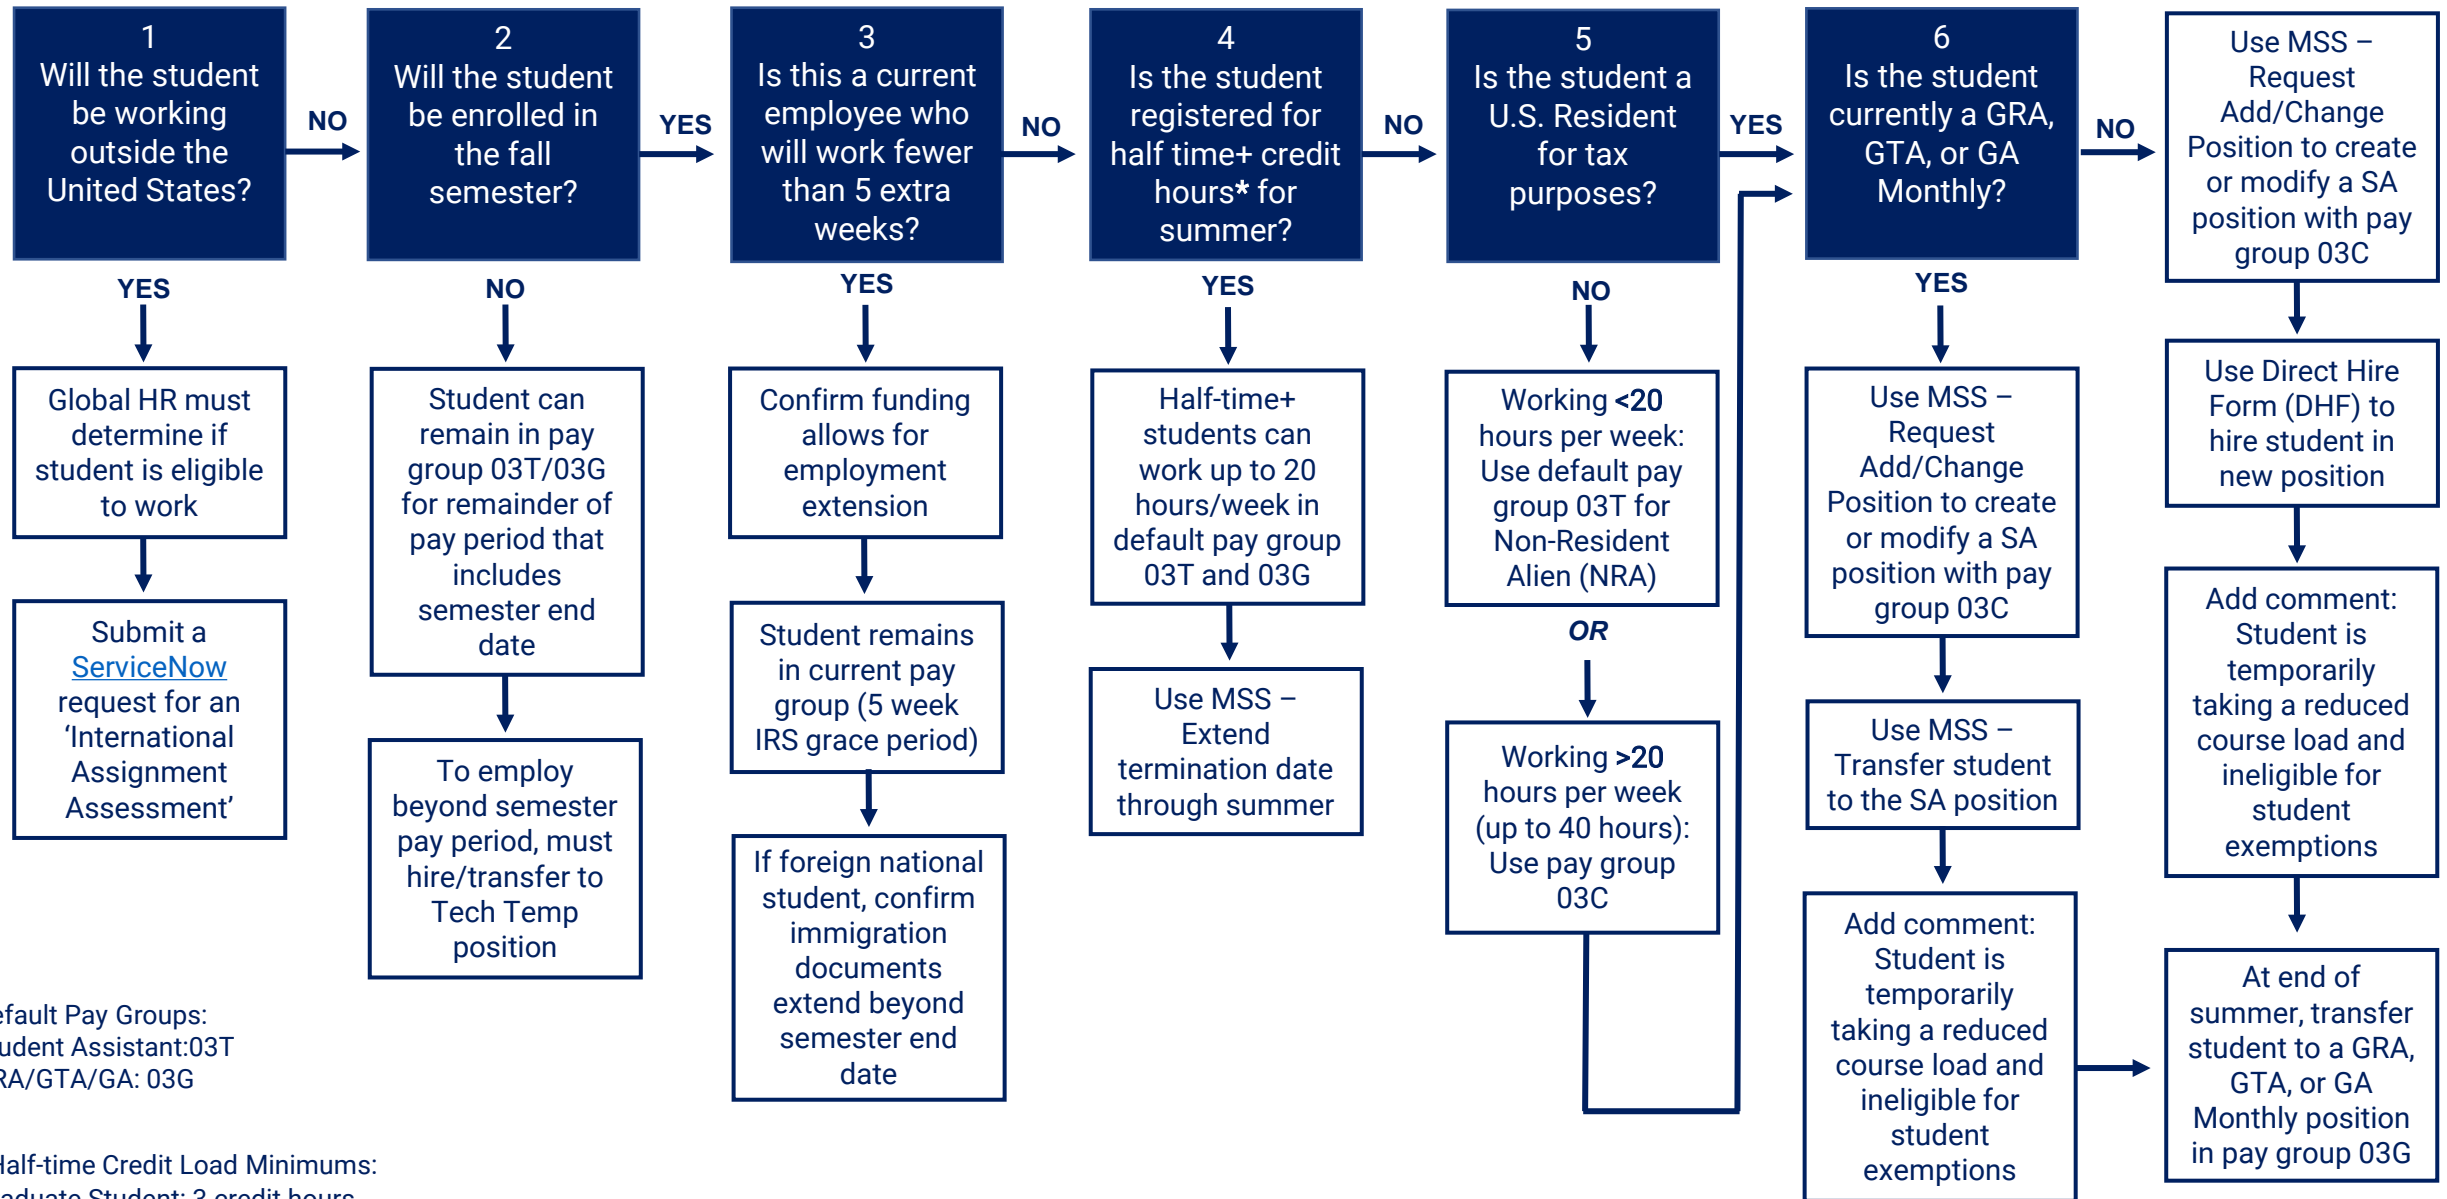 1
Will the student
be working
outside the
United States?
NO
YES
Global HR must
determine if
student is eligible
to work
Submit a
ServiceNow
request for an
‘International
Assignment
Assessment’
2
Will the student
be enrolled in
the fall
semester?
YES
NO
Student can
remain in pay
group 03T/03G
for remainder of
pay period that
includes
semester end
date
To employ
beyond semester
pay period, must
hire/transfer to
Tech Temp
position
3
Is this a current
employee who
will work fewer
than 5 extra
weeks?
NO
YES
Confirm funding
allows for
employment
extension
Student remains
in current pay
group (5 week
IRS grace period)
If foreign national
student, confirm
immigration
documents
extend beyond
semester end
date
4
Is the student
registered for
half time+ credit
hours* for
summer?
NO
YES
Half-time+
students can
work up to 20
hours/week in
default pay group
03T and 03G
Use MSS –
Extend
termination date
through summer
5
Is the student a
U.S. Resident
for tax
purposes?
YES
NO
Working <20
hours per week:
Use default pay
group 03T for
Non-Resident
Alien (NRA)
OR
Working >20
hours per week
(up to 40 hours):
Use pay group
03C
6
Is the student
currently a GRA,
GTA, or GA
Monthly?
NO
YES
Use MSS –
Request
Add/Change
Position to create
or modify a SA
position with pay
group 03C
Use MSS –
Transfer student
to the SA position
Add comment:
Student is
temporarily
taking a reduced
course load and
ineligible for
student
exemptions
Use MSS –
Request
Add/Change
Position to create
or modify a SA
position with pay
group 03C
Use Direct Hire
Form (DHF) to
hire student in
new position
Add comment:
Student is
temporarily
taking a reduced
course load and
ineligible for
student
exemptions
At end of
summer, transfer
student to a GRA,
GTA, or GA
Monthly position
in pay group 03G
efault Pay Groups:
udent Assistant:03T
RA/GTA/GA: 03G
Half-time Credit Load Minimums:
aduate Student: 3 credit hours